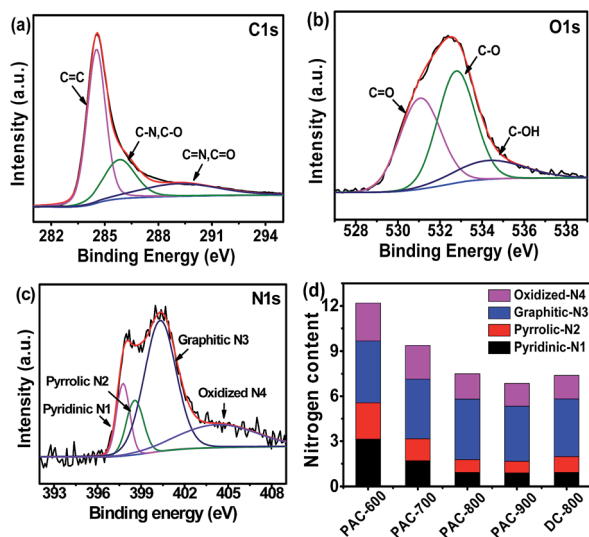 (a)
C1s
C=C
C-N,C-O
C=N,C=O
Intensity (a.u.)
282 285 288 291 294
Binding Energy (eV)
(b)
O1s
C=O
C-O
C-OH
Intensity (a.u.)
528 530 532 534 536 538
Binding Energy (eV)
(c)
N1s
Graphitic N3
Pyrrolic N2
Pyridinic N1
Oxidized N4
Intensity (a.u.)
393 396 399 402 405 408
Binding energy (eV)
(d)
Oxidized-N4
Graphitic-N3
Pyrrolic-N2
Pyridinic-N1
Nitrogen content
12
9
6
3
0
PAC-600
PAC-700
PAC-800
PAC-900
DC-800